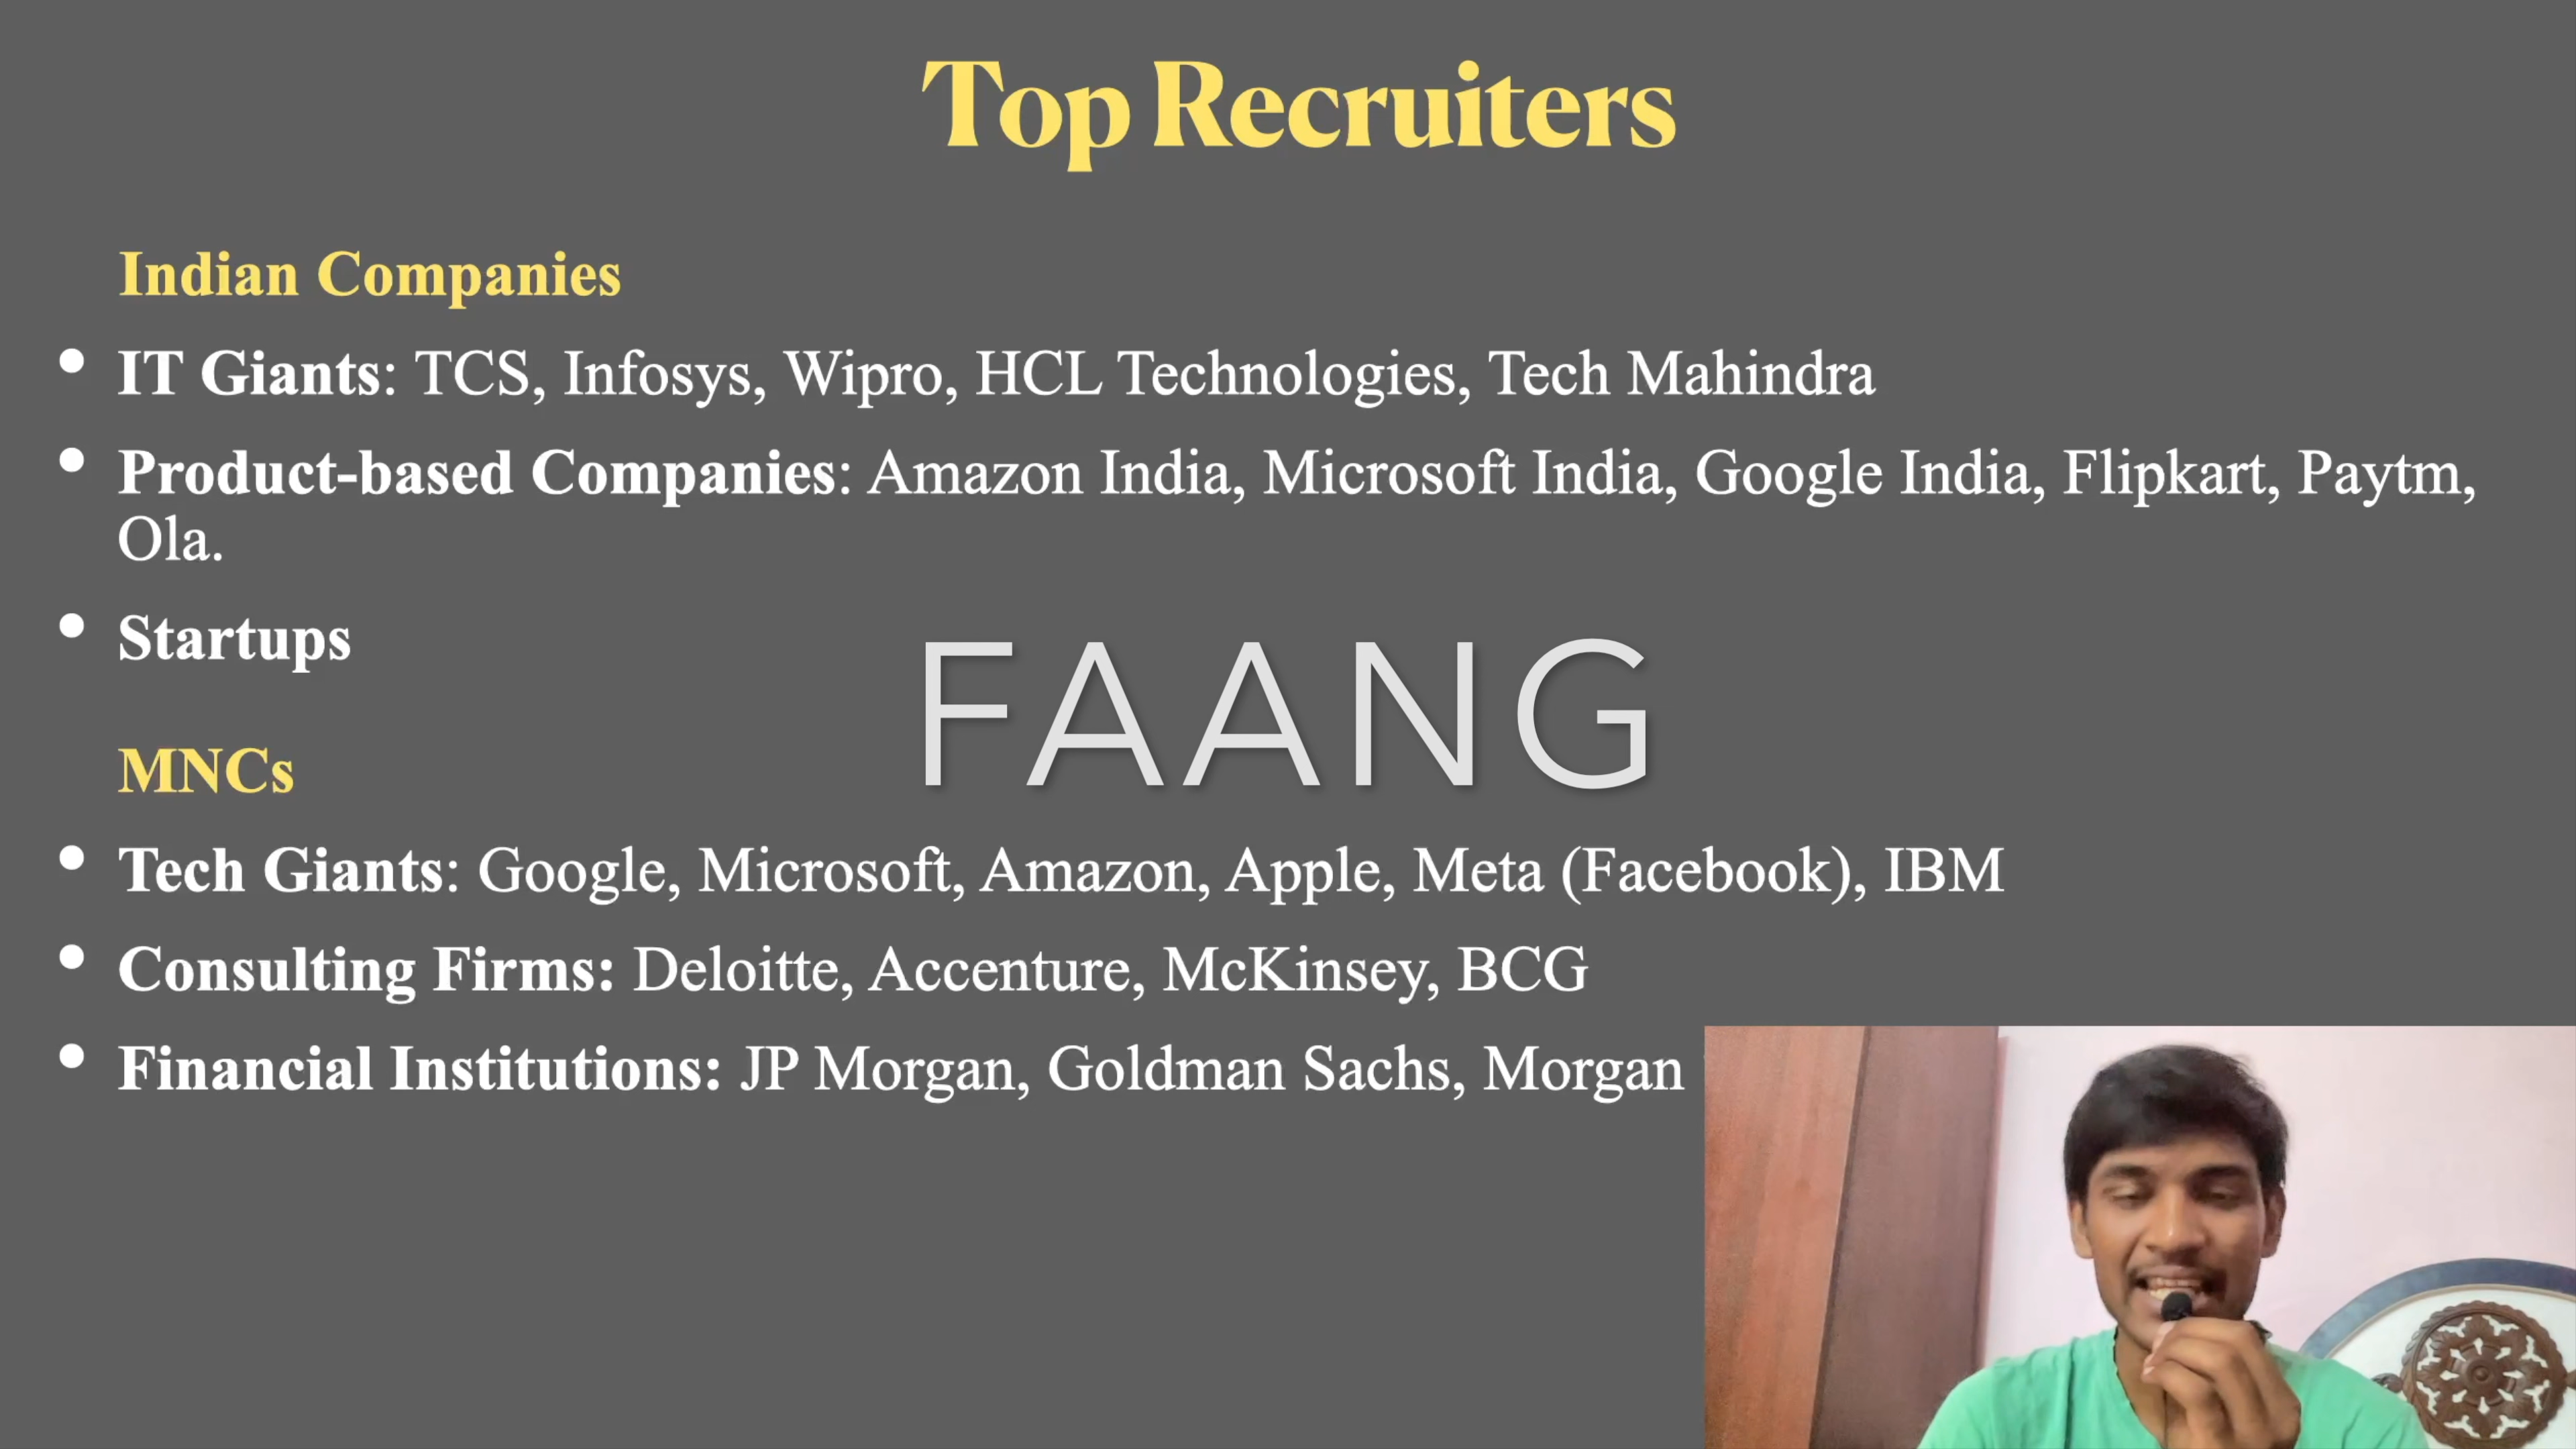 Top Recruiters
Indian Companies
• IT Giants: TCS, Infosys, Wipro, HCL Technologies, Tech Mahindra
• Product-based Companies: Amazon India, Microsoft India, Google India, Flipkart, Paytm,
Ola.
• Startups
FAANG
MNCs
• Tech Giants: Google, Microsoft, Amazon, Apple, Meta (Facebook), IBM
• Consulting Firms: Deloitte, Accenture, McKinsey, BCG
• Financial Institutions: JP Morgan, Goldman Sachs, Morgan